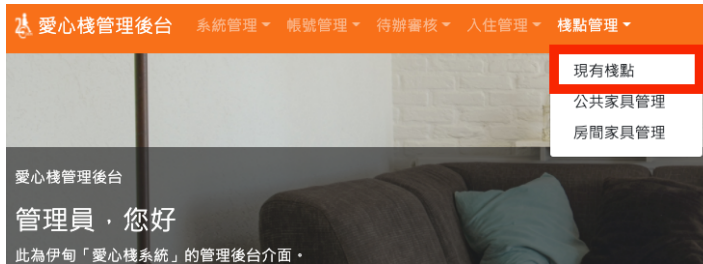 愛心棧管理後台 系統管理 帳號管理 待辦審核 入住管理 棧點管理
現有棧點
公共家具管理
房間家具管理
愛心棧管理後台
管理員，您好
此為伊甸「愛心棧系統」的管理後台介面。